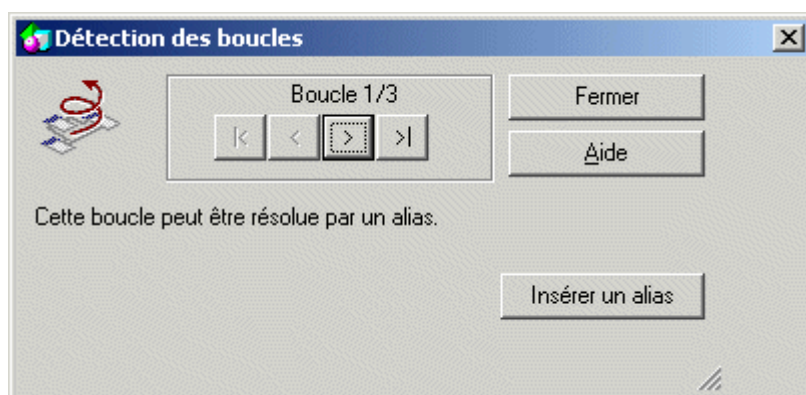 Détection des boucles
Boucle 1/3
|< < > >|
Fermer
Aide
Cette boucle peut être résolue par un alias.
Insérer un alias